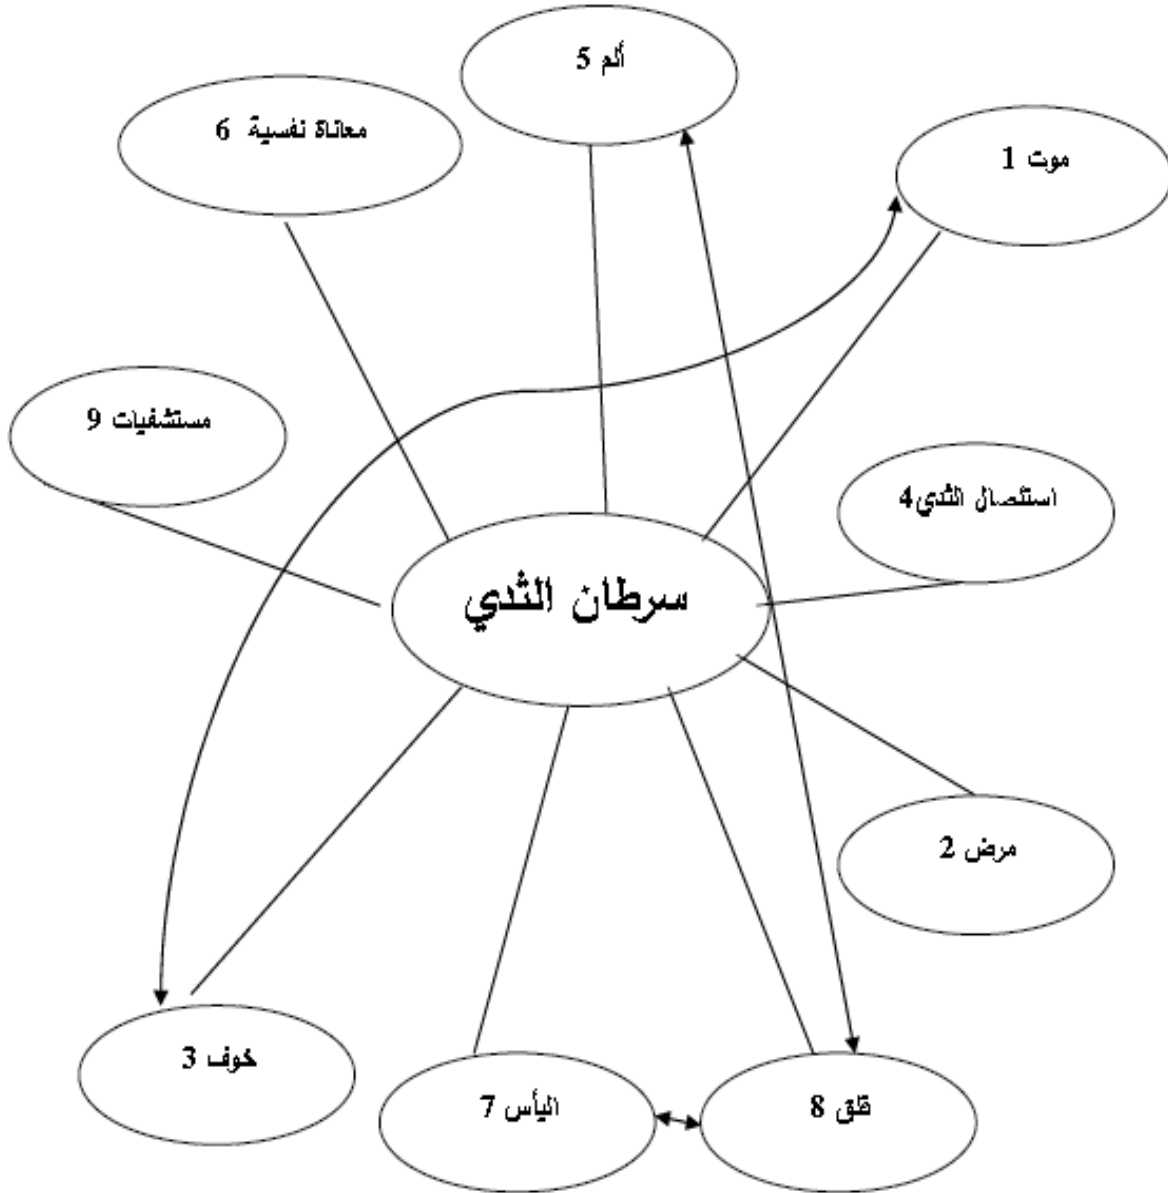 ألم 5
معاناة نفسية 6
موت 1
مستشفيات 9
استئصال الثدي4
سرطان الثدي
مرض 2
خوف 3
اليأس 7
قلق 8